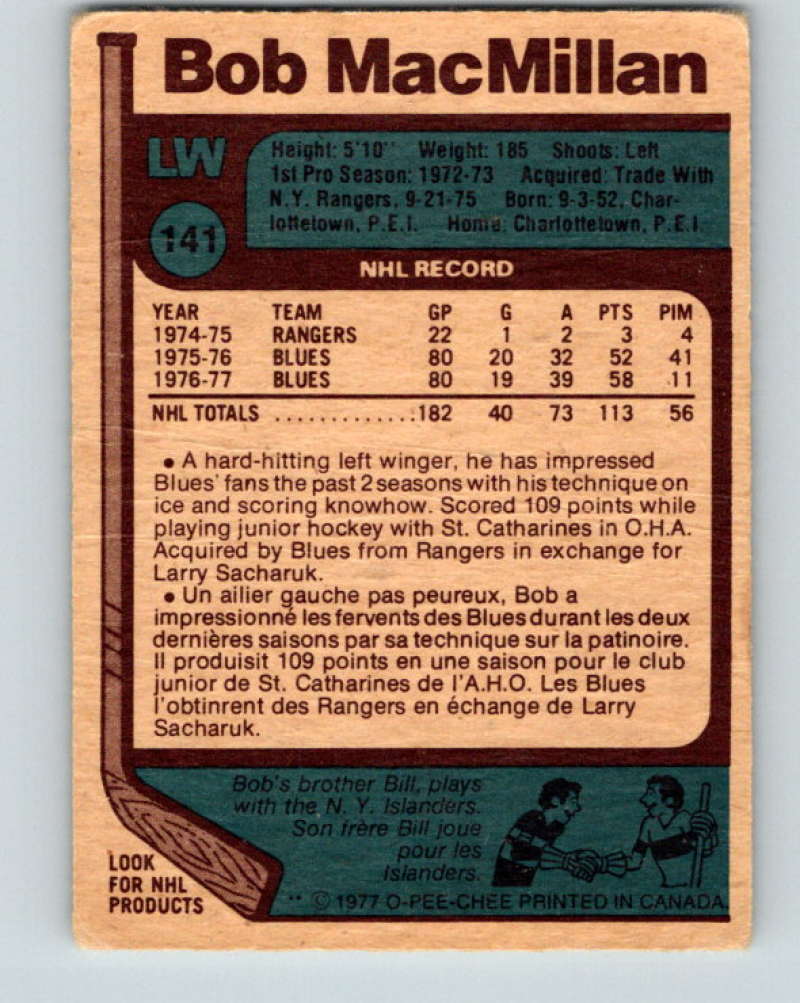 Bob MacMillan
LW
141
Height: 5'10" Weight: 185 Shoots: Left
1st Pro Season: 1972-73 Acquired: Trade With
N.Y. Rangers, 9-21-75 Born: 9-3-52, Char-
lottetown, P.E.I. Home: Charlottetown, P.E.I.
NHL RECORD
YEAR TEAM GP G A PTS PIM
1974-75 RANGERS 22 1 2 3 4
1975-76 BLUES 80 20 32 52 41
1976-77 BLUES 80 19 39 58 11
NHL TOTALS .............182 40 73 113 56
• A hard-hitting left winger, he has impressed
Blues' fans the past 2 seasons with his technique on
ice and scoring knowhow. Scored 109 points while
playing junior hockey with St. Catharines in O.H.A.
Acquired by Blues from Rangers in exchange for
Larry Sacharuk.
• Un ailier gauche pas peureux, Bob a
impressionné les fervents des Blues durant les deux
dernières saisons par sa technique sur la patinoire.
Il produisit 109 points en une saison pour le club
junior de St. Catharines de l'A.H.O. Les Blues
l'obtinrent des Rangers en échange de Larry
Sacharuk.
Bob's brother Bill, plays
with the N. Y. Islanders.
Son frère Bill joue
pour les
Islanders.
LOOK
FOR NHL
PRODUCTS
** © 1977 O-PEE-CHEE PRINTED IN CANADA.